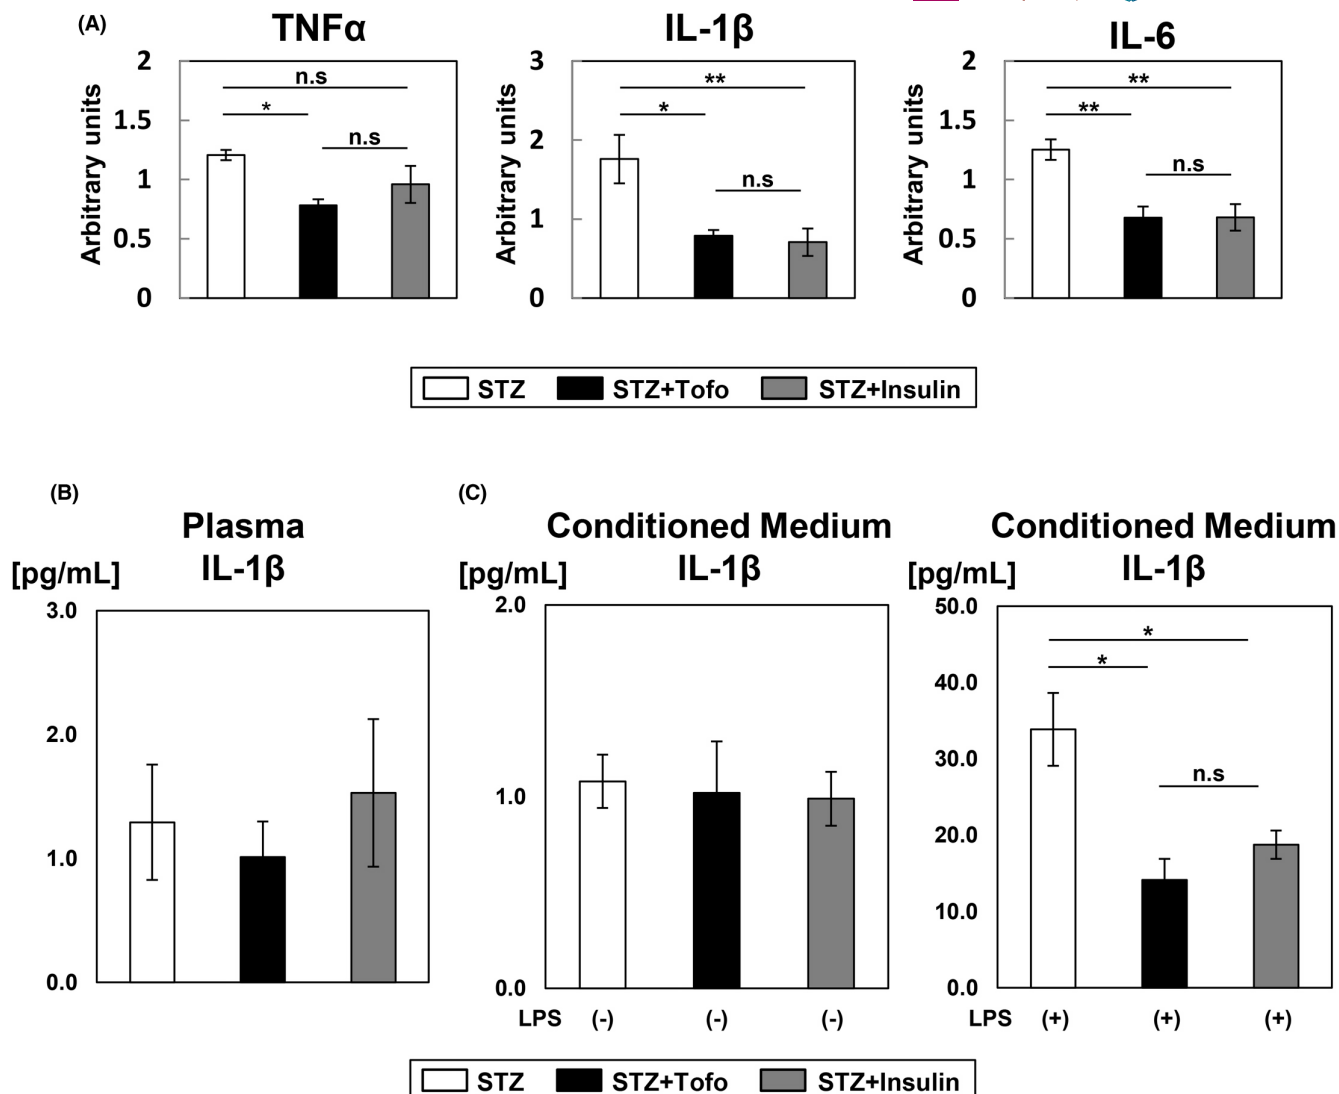 (A)
TNFα
IL-1β
IL-6
Arbitrary units
2
1.5
1
0.5
0
n.s
*
n.s
Arbitrary units
3
2
1
0
**
*
n.s
Arbitrary units
2
1.5
1
0.5
0
**
**
n.s
STZ STZ+Tofo STZ+Insulin
(B)
Plasma
IL-1β
[pg/mL]
3.0
2.0
1.0
0.0
(C)
Conditioned Medium
IL-1β
[pg/mL]
2.0
1.0
0.0
LPS (-) (-) (-)
Conditioned Medium
IL-1β
[pg/mL]
50.0
40.0
30.0
20.0
10.0
0.0
*
*
n.s
LPS (+) (+) (+)
STZ STZ+Tofo STZ+Insulin